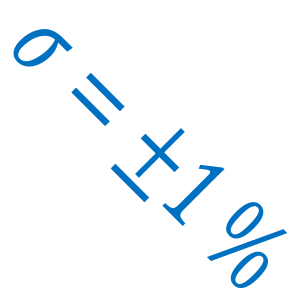 σ = ±1%